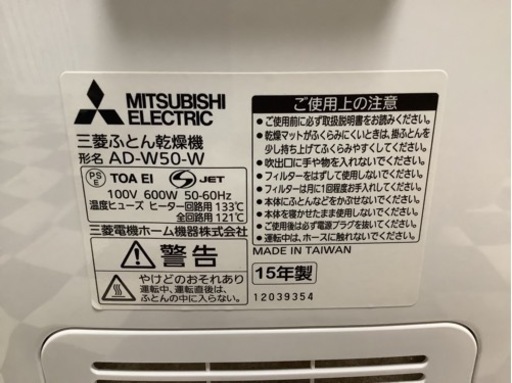 MITSUBISHI
ELECTRIC
三菱ふとん乾燥機
形名 AD-W50-W
PS E TOA EI S JET
100V 600W 50-60Hz
温度ヒューズ ヒーター回路用 133℃
全回路用 121℃
三菱電機ホーム機器株式会社
警告
やけどのおそれあり
運転中、運転直後は、
ふとんの中に入らない。
ご使用上の注意
●ご使用前に必ず取扱説明書をお読みください。
●乾燥マットがふくらみにくいときは、掛ふとんを
少し持ち上げてふくらみやすくしてください。
●吹出口に手や物を入れないでください。
●フィルターをはずして使用しないでください。
●フィルターは月に1回程度お手入れしてください。
●本体にふとんなどをかぶせないでください。
●本体を寝かせたまま使用しないでください。
●ご使用後は必ず電源プラグを抜いてください。
●運転中は、ホースに触れないでください。
MADE IN TAIWAN
15年製
12039354